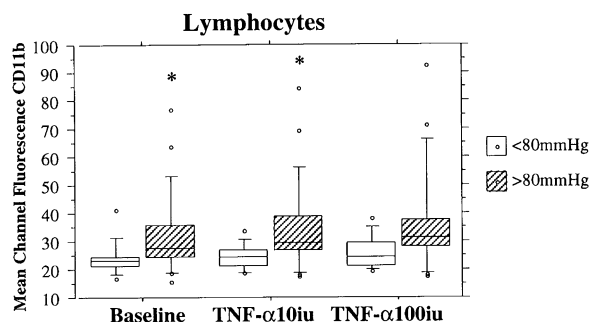 Lymphocytes
Mean Channel Fluorescence CD11b
100
90
80
70
60
50
40
30
20
10
*
*
<80mmHg
>80mmHg
Baseline TNF-α10iu TNF-α100iu